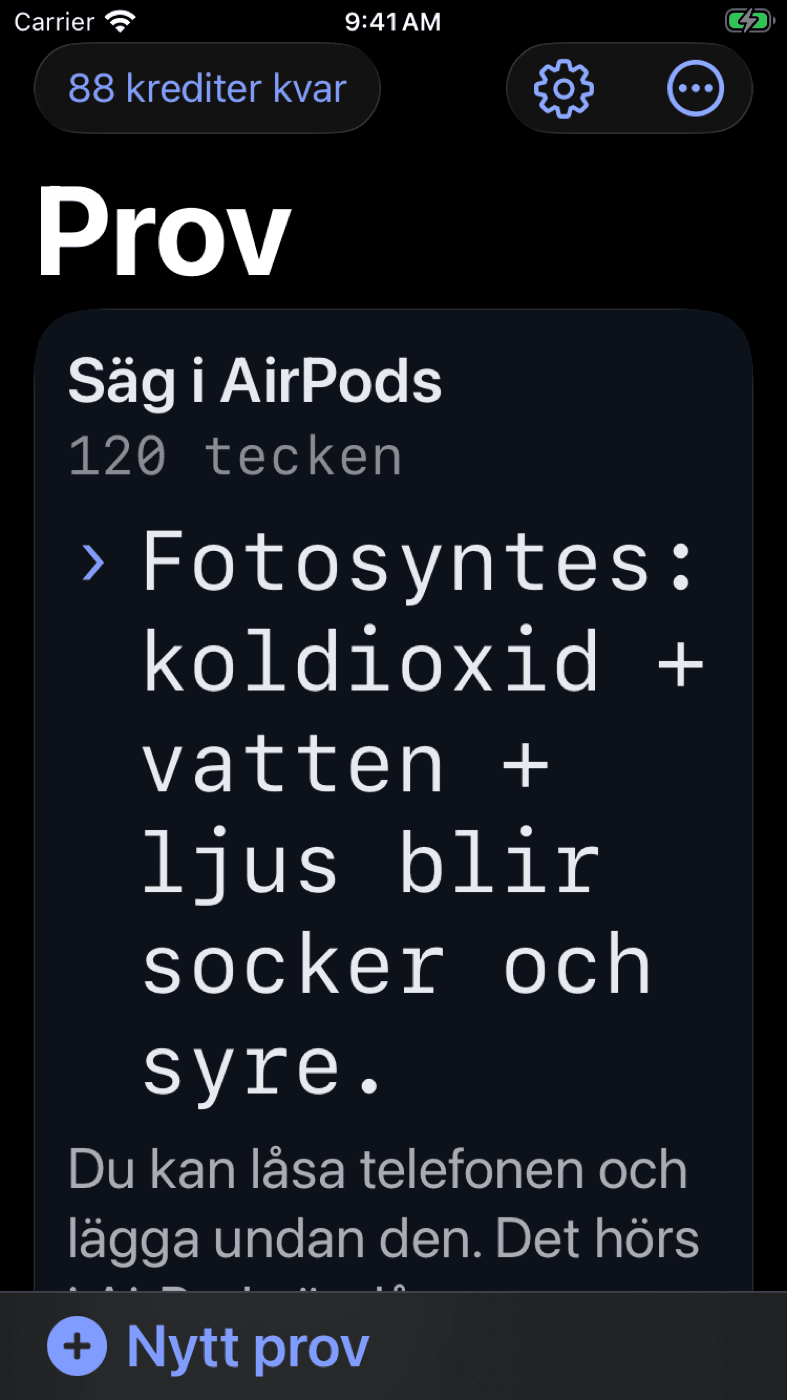 Carrier 9:41 AM
88 krediter kvar
Prov
Säg i AirPods
120 tecken
› Fotosyntes:
koldioxid +
vatten +
ljus blir
socker och
syre.
Du kan låsa telefonen och
lägga undan den. Det hörs
Nytt prov